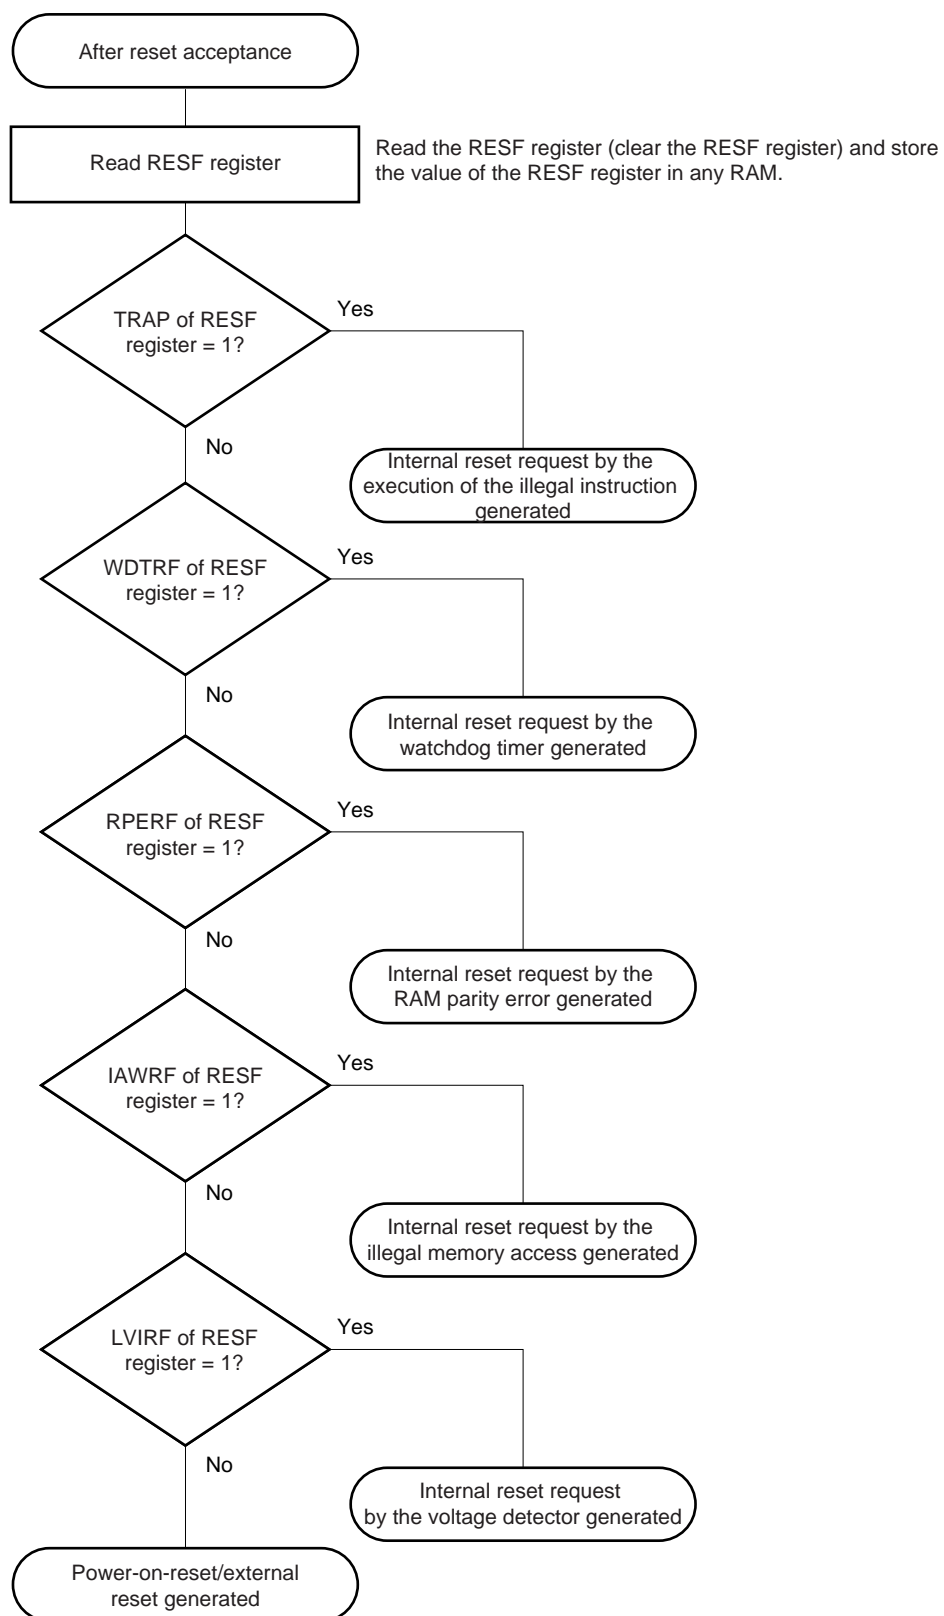 After reset acceptance
Read RESF register
Read the RESF register (clear the RESF register) and store
the value of the RESF register in any RAM.
TRAP of RESF
register = 1?
Yes
No
Internal reset request by the
execution of the illegal instruction
generated
WDTRF of RESF
register = 1?
Yes
No
Internal reset request by the
watchdog timer generated
RPERF of RESF
register = 1?
Yes
No
Internal reset request by the
RAM parity error generated
IAWRF of RESF
register = 1?
Yes
No
Internal reset request by the
illegal memory access generated
LVIRF of RESF
register = 1?
Yes
No
Internal reset request
by the voltage detector generated
Power-on-reset/external
reset generated